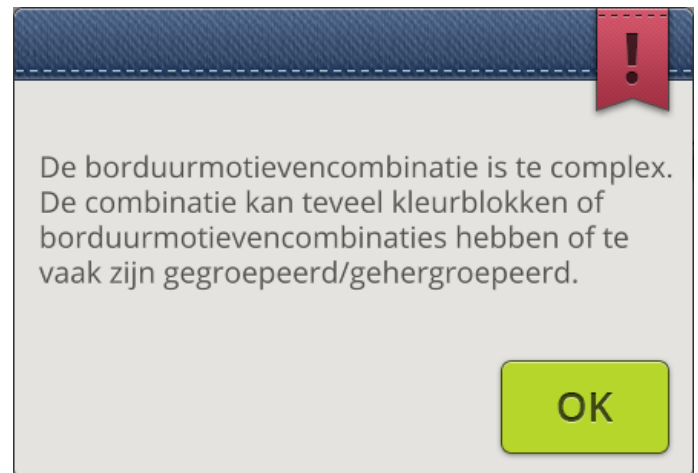 !
De borduurmotievencombinatie is te complex.
De combinatie kan teveel kleurblokken of
borduurmotievencombinaties hebben of te
vaak zijn gegroepeerd/gehergroepeerd.
OK